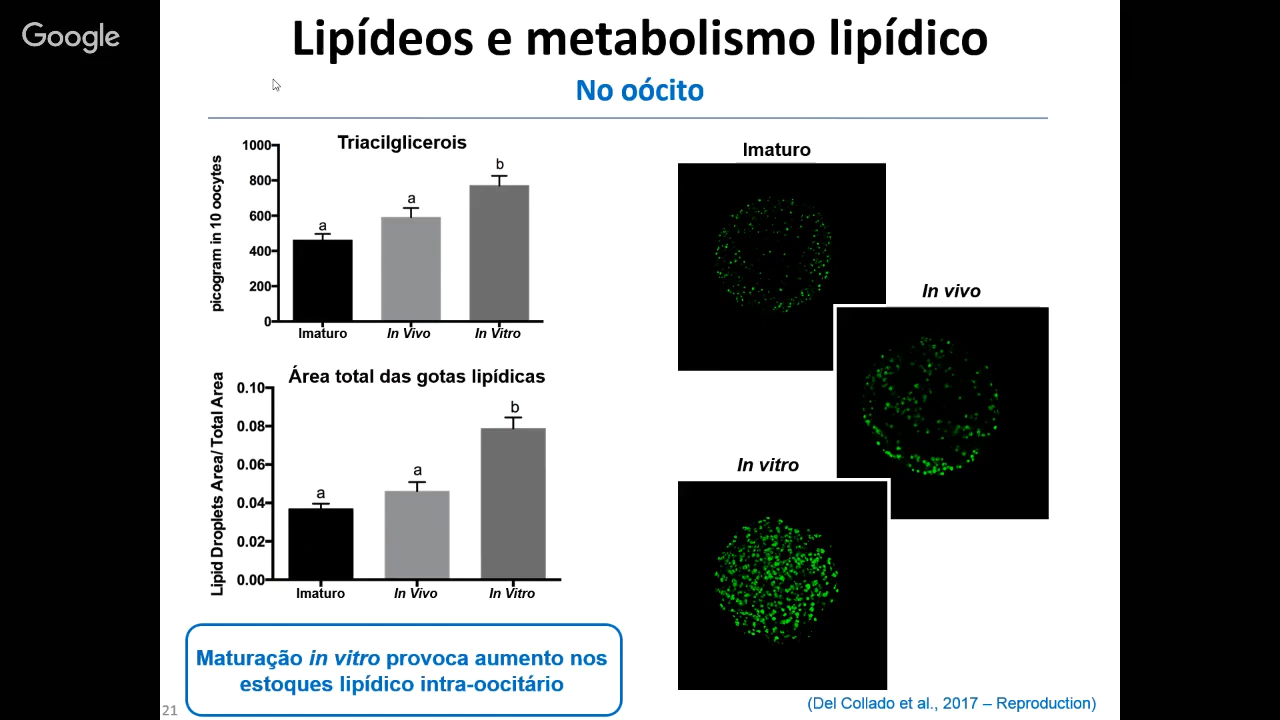 Google
Lipídeos e metabolismo lipídico
No oócito
Triacilgliceróis
picogram in 10 oocytes
1000
800
600
400
200
0
a
a
b
Imaturo
In Vivo
In Vitro
Área total das gotas lipídicas
Lipid Droplets Area/ Total Area
0.10
0.08
0.06
0.04
0.02
0.00
a
a
b
Imaturo
In Vivo
In Vitro
Maturação in vitro provoca aumento nos
estoques lipídico intra-oocitário
Imaturo
In vivo
In vitro
(Del Collado et al., 2017 – Reproduction)
21